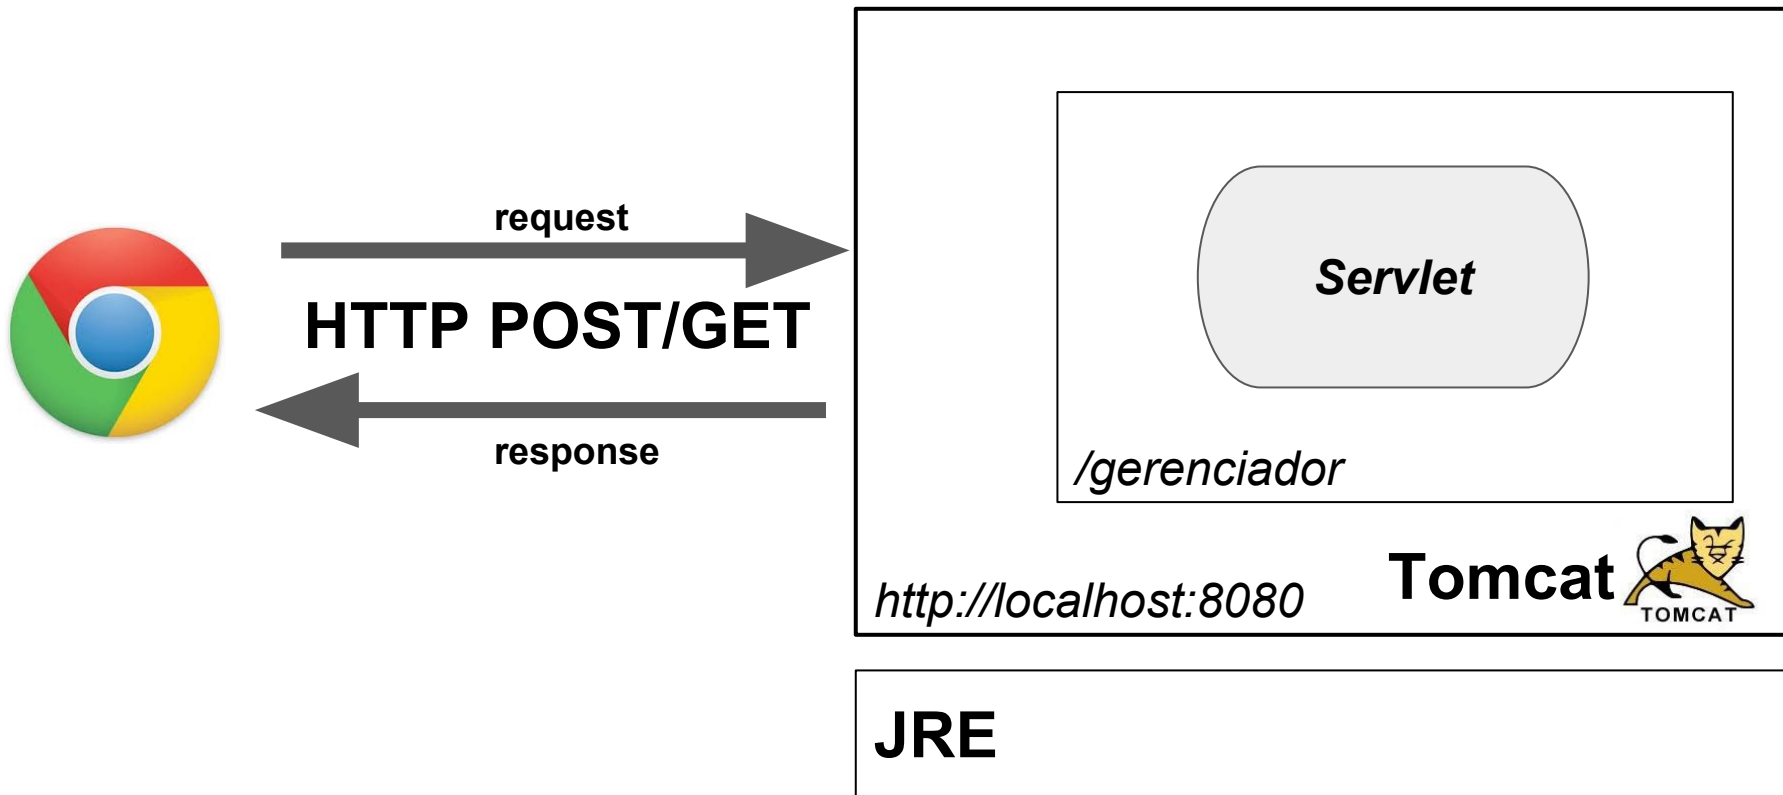 request
HTTP POST/GET
response
Servlet
/gerenciador
http://localhost:8080
Tomcat
TOMCAT
JRE